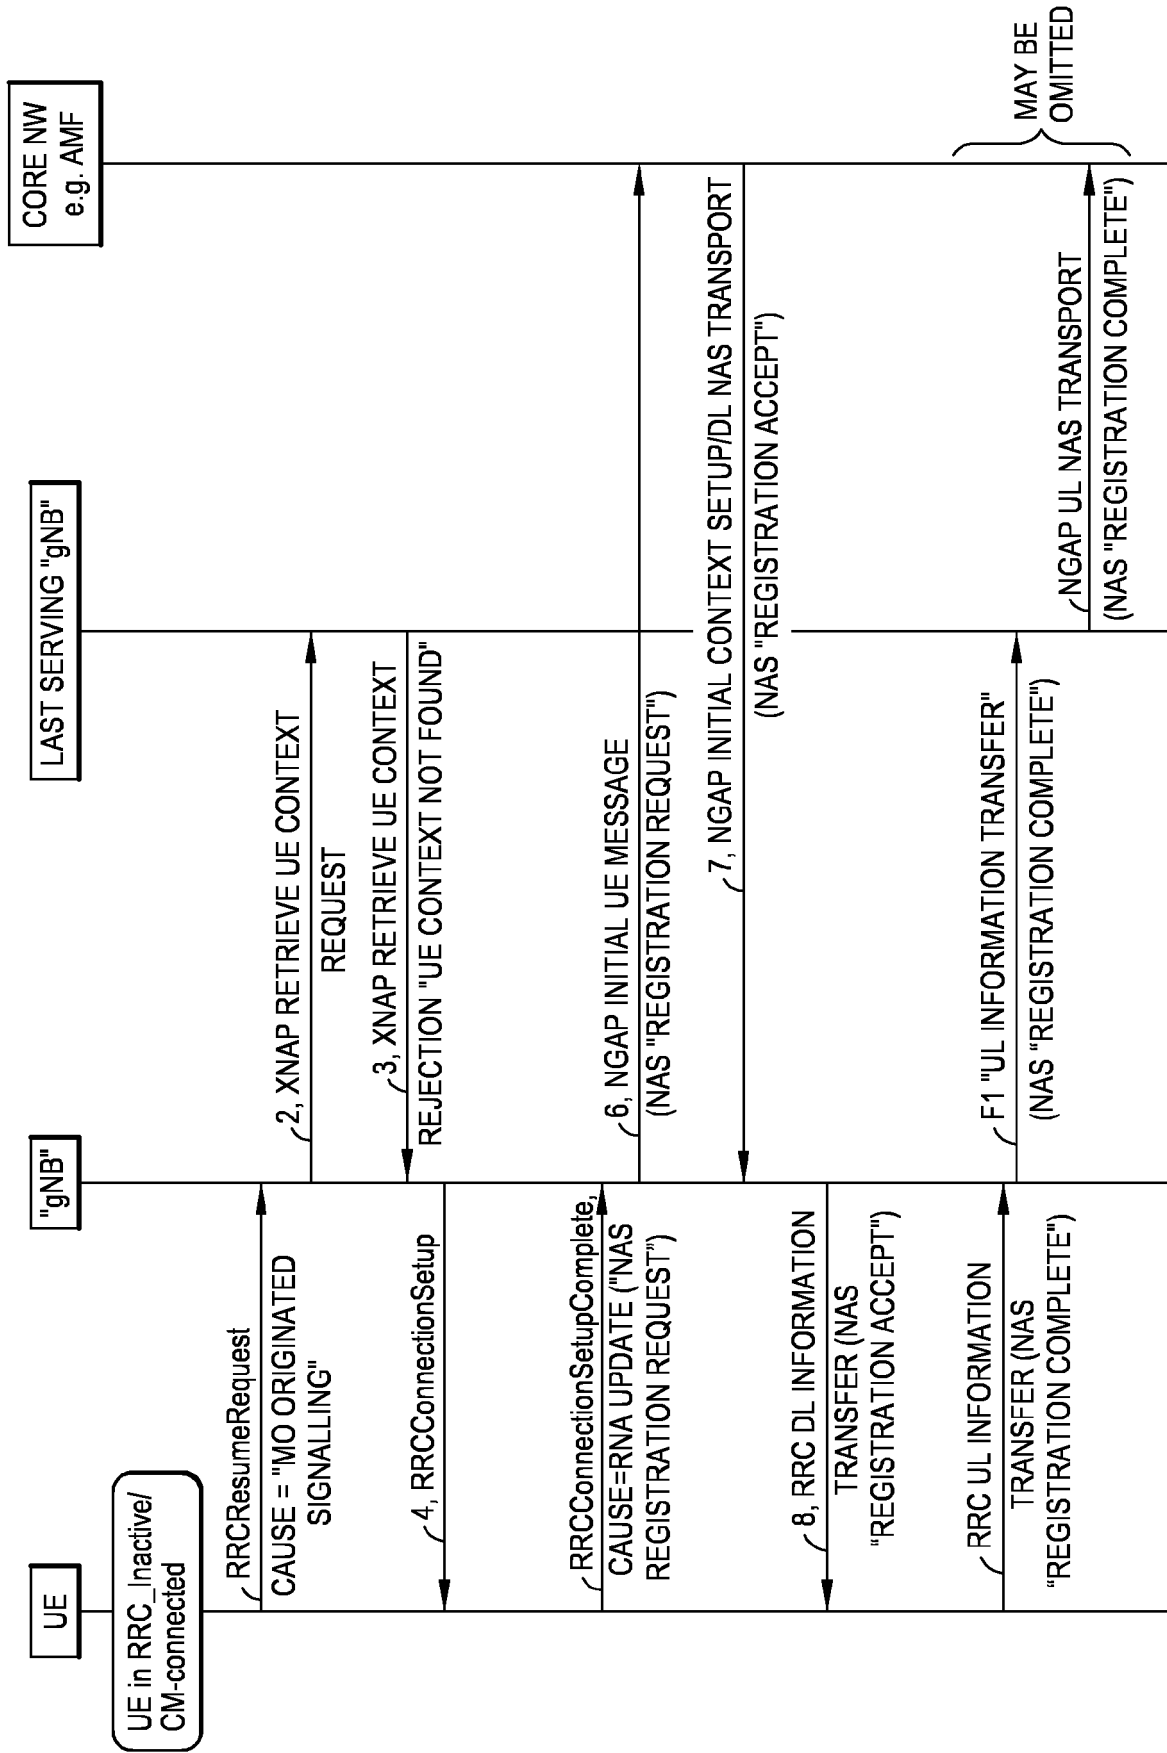 UE
"gNB"
LAST SERVING "gNB"
CORE NW
e.g. AMF
UE in RRC_Inactive/
CM-connected
RRCResumeRequest
CAUSE = "MO ORIGINATED
SIGNALLING"
2, XNAP RETRIEVE UE CONTEXT
REQUEST
3, XNAP RETRIEVE UE CONTEXT
REJECTION "UE CONTEXT NOT FOUND"
4, RRCConnectionSetup
RRCConnectionSetupComplete,
CAUSE=RNA UPDATE ("NAS
REGISTRATION REQUEST")
6, NGAP INITIAL UE MESSAGE
(NAS "REGISTRATION REQUEST")
7, NGAP INITIAL CONTEXT SETUP/DL NAS TRANSPORT
(NAS "REGISTRATION ACCEPT")
8, RRC DL INFORMATION
TRANSFER (NAS
"REGISTRATION ACCEPT")
RRC UL INFORMATION
TRANSFER (NAS
"REGISTRATION COMPLETE")
F1 "UL INFORMATION TRANSFER"
(NAS "REGISTRATION COMPLETE")
NGAP UL NAS TRANSPORT
(NAS "REGISTRATION COMPLETE")
MAY BE
OMITTED